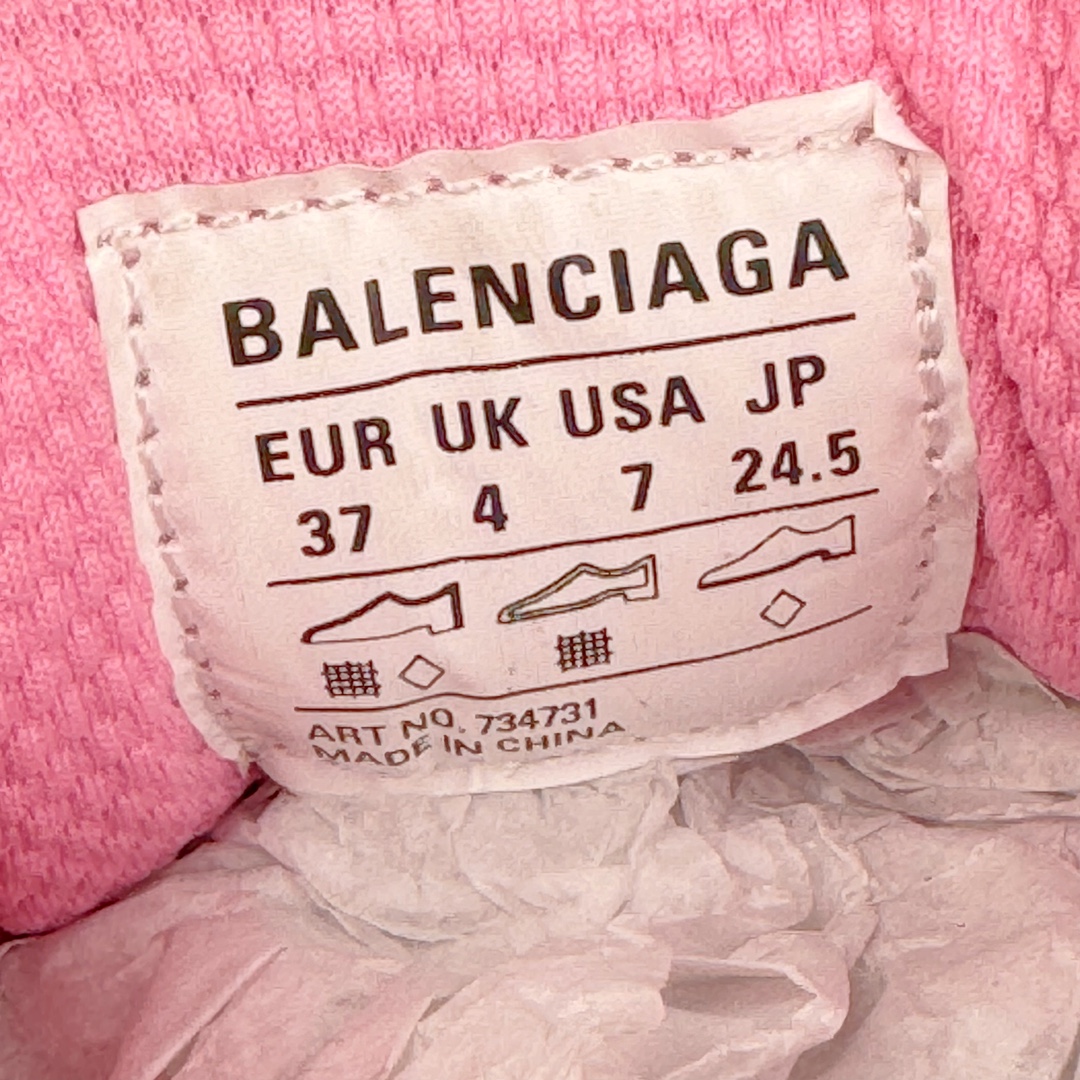 BALENCIAGA
EUR UK USA JP
37 4 7 24.5
ART NO. 734731
MADE IN CHINA